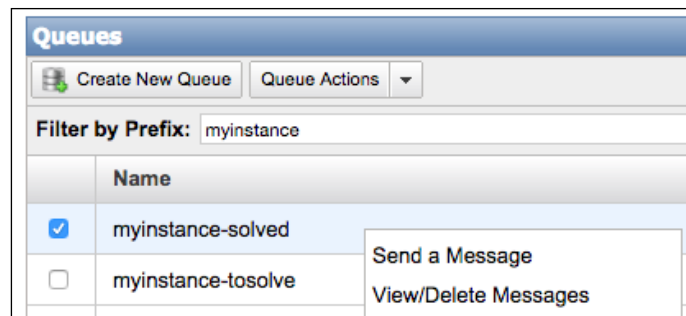 Queues
Create New Queue Queue Actions
Filter by Prefix: myinstance
Name
myinstance-solved
Send a Message
myinstance-tosolve
View/Delete Messages